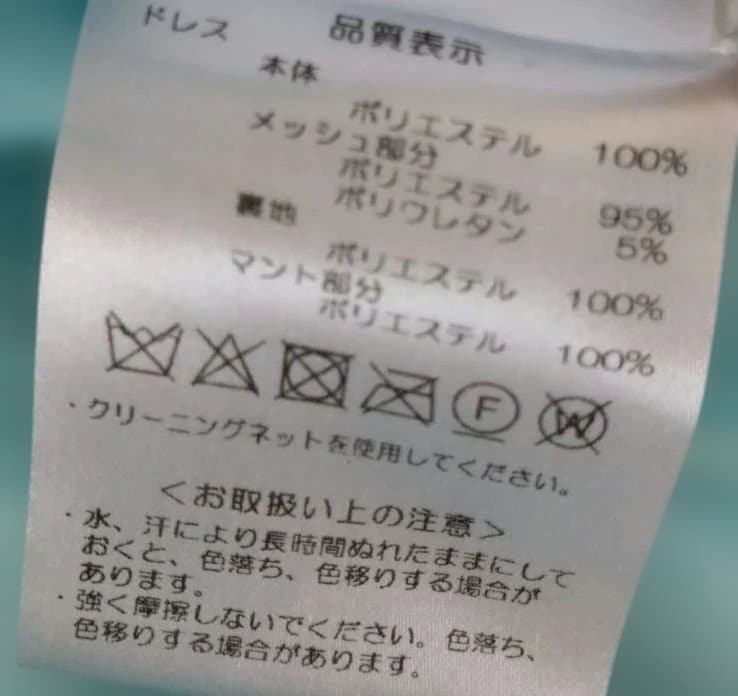 ドレス 品質表示
本体
ポリエステル 100%
メッシュ部分
ポリエステル 95%
ポリウレタン 5%
裏地
ポリエステル 100%
マント部分
ポリエステル 100%
F W
・クリーニングネットを使用してください。
<お取扱い上の注意>
・水、汗により長時間ぬれたままにして
おくと、色落ち、色移りする場合が
あります。
・強く摩擦しないでください。色落ち、
色移りする場合があります。